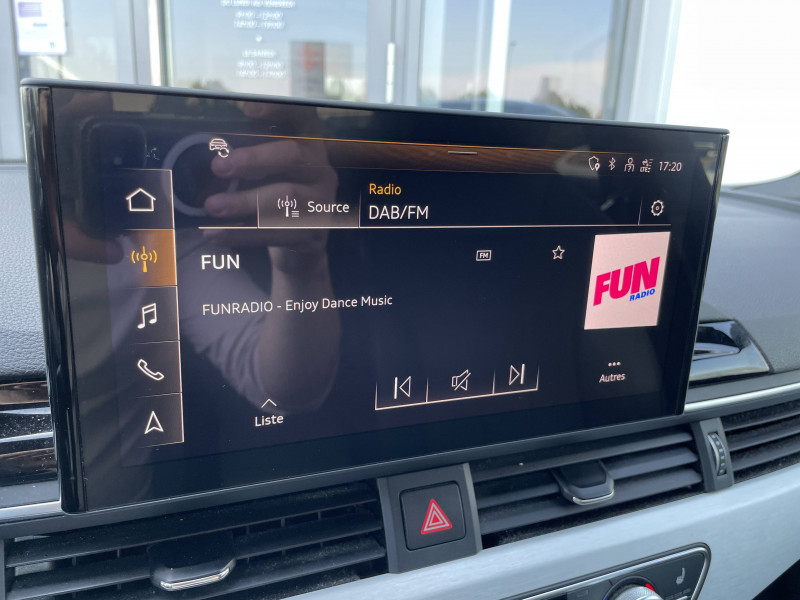 17:20
Source
Radio
DAB/FM
FUN
FM
FUNRADIO - Enjoy Dance Music
FUN
RADIO
Liste
Autres